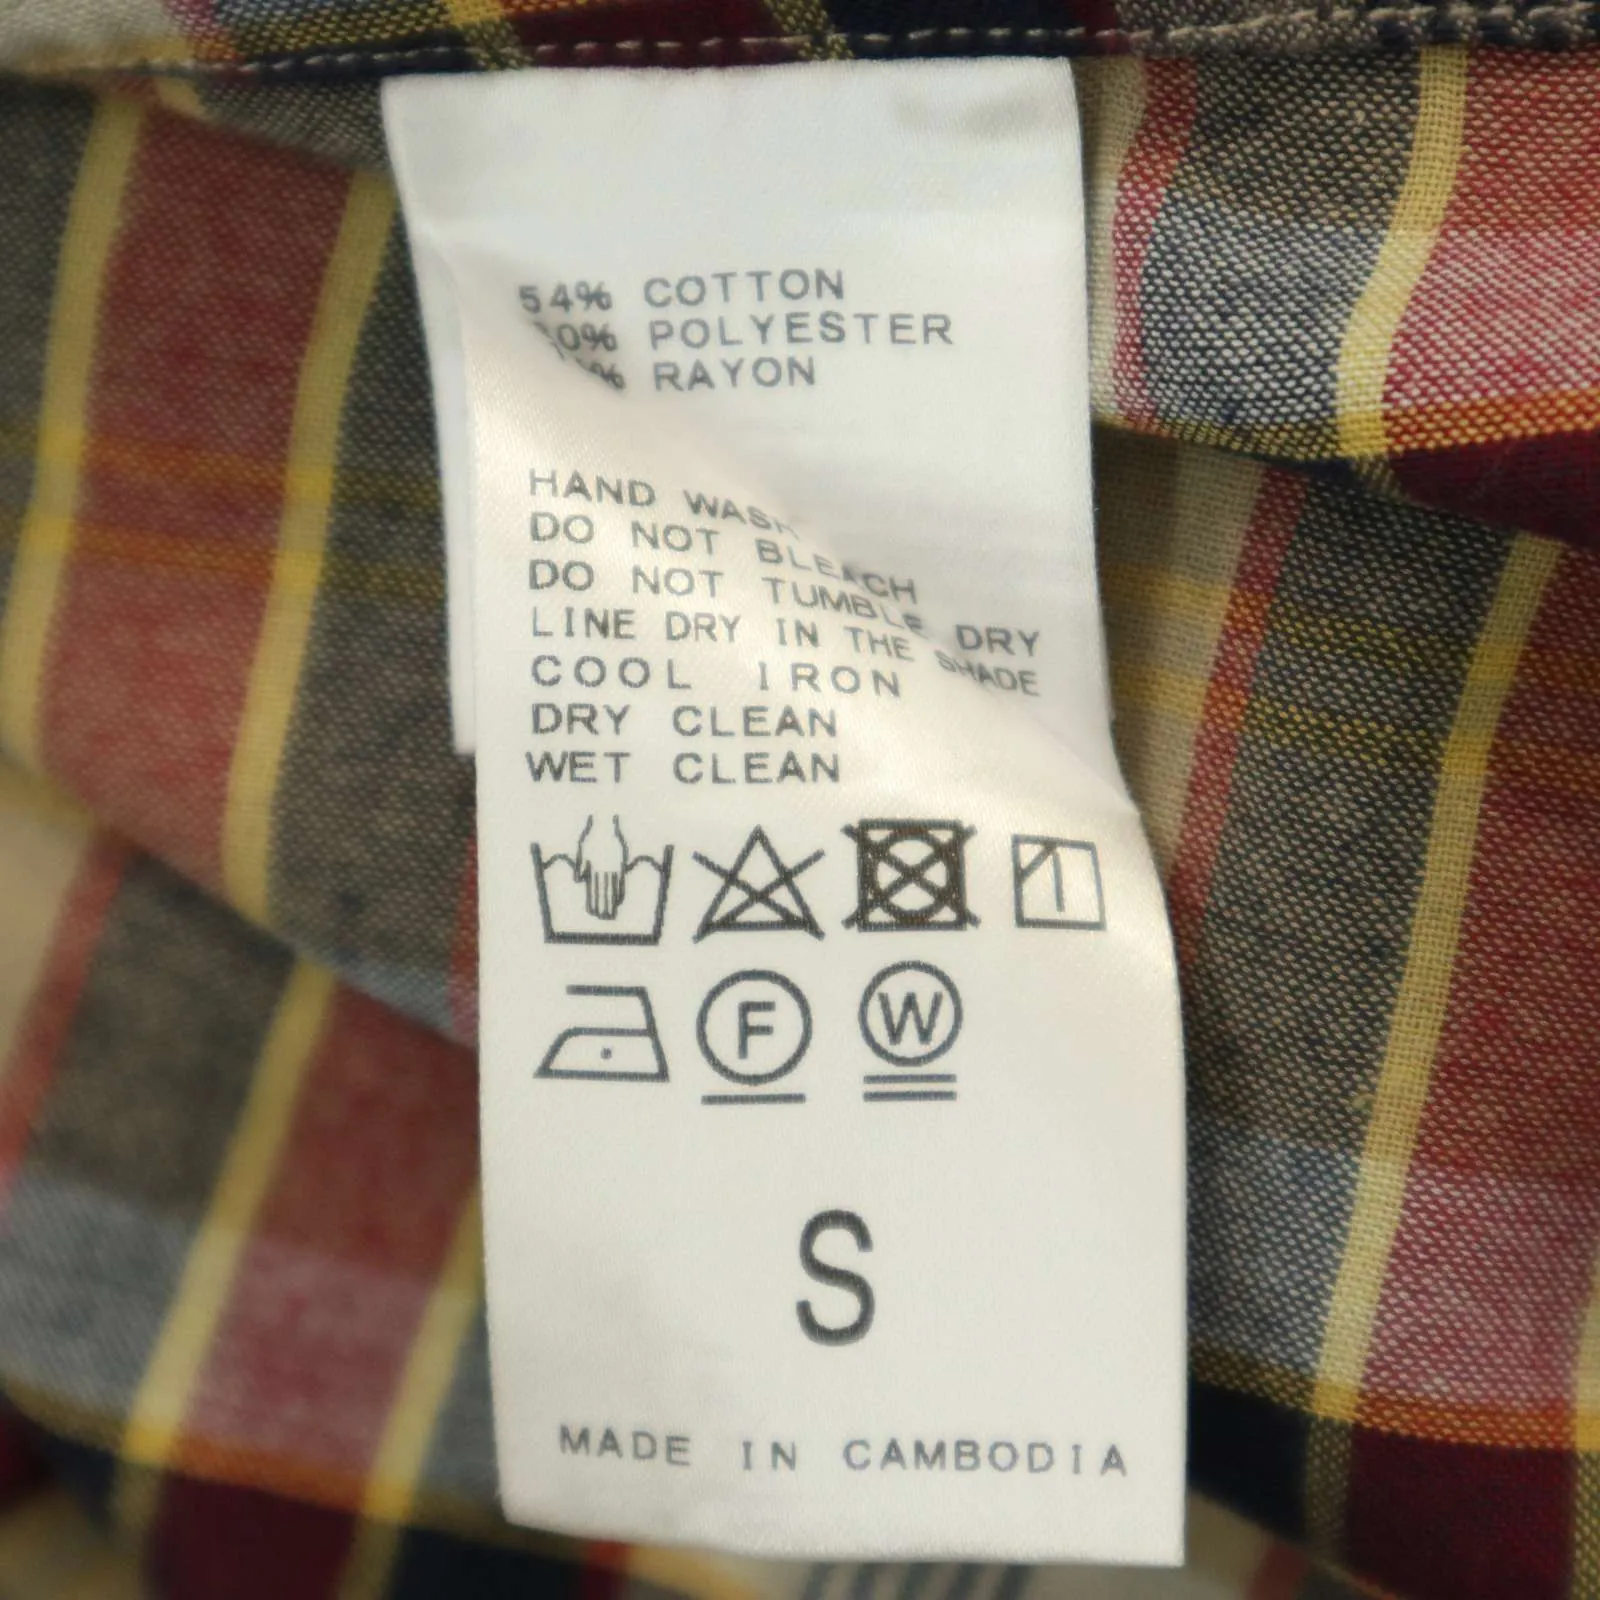 54% COTTON
POLYESTER
RAYON
HAND WASH
DO NOT BLEACH
DO NOT TUMBLE DRY
LINE DRY IN THE SHADE
COOL IRON
DRY CLEAN
WET CLEAN
F
W
S
MADE IN CAMBODIA